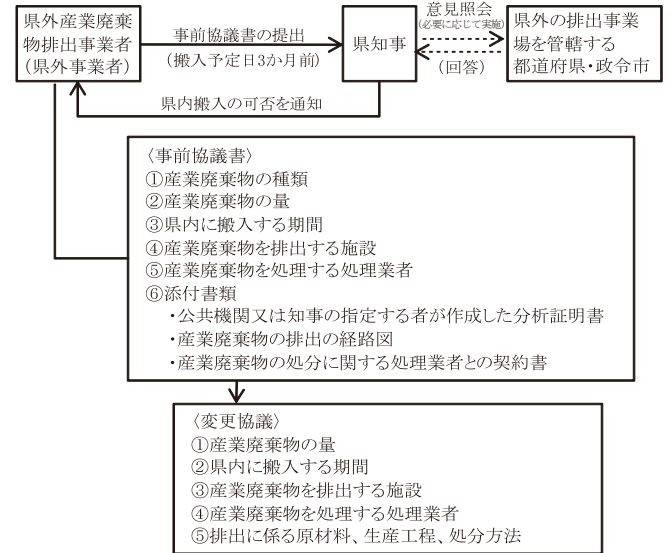 県外産業廃棄
物排出事業者
(県外事業者)
事前協議書の提出
(搬入予定日3か月前)
県知事
意見照会
(必要に応じて実施)
(回答)
県外の排出事業
場を管轄する
都道府県・政令市
県内搬入の可否を通知
〈事前協議書〉
①産業廃棄物の種類
②産業廃棄物の量
③県内に搬入する期間
④産業廃棄物を排出する施設
⑤産業廃棄物を処理する処理業者
⑥添付書類
・公共機関又は知事の指定する者が作成した分析証明書
・産業廃棄物の排出の経路図
・産業廃棄物の処分に関する処理業者との契約書
〈変更協議〉
①産業廃棄物の量
②県内に搬入する期間
③産業廃棄物を排出する施設
④産業廃棄物を処理する処理業者
⑤排出に係る原材料、生産工程、処分方法